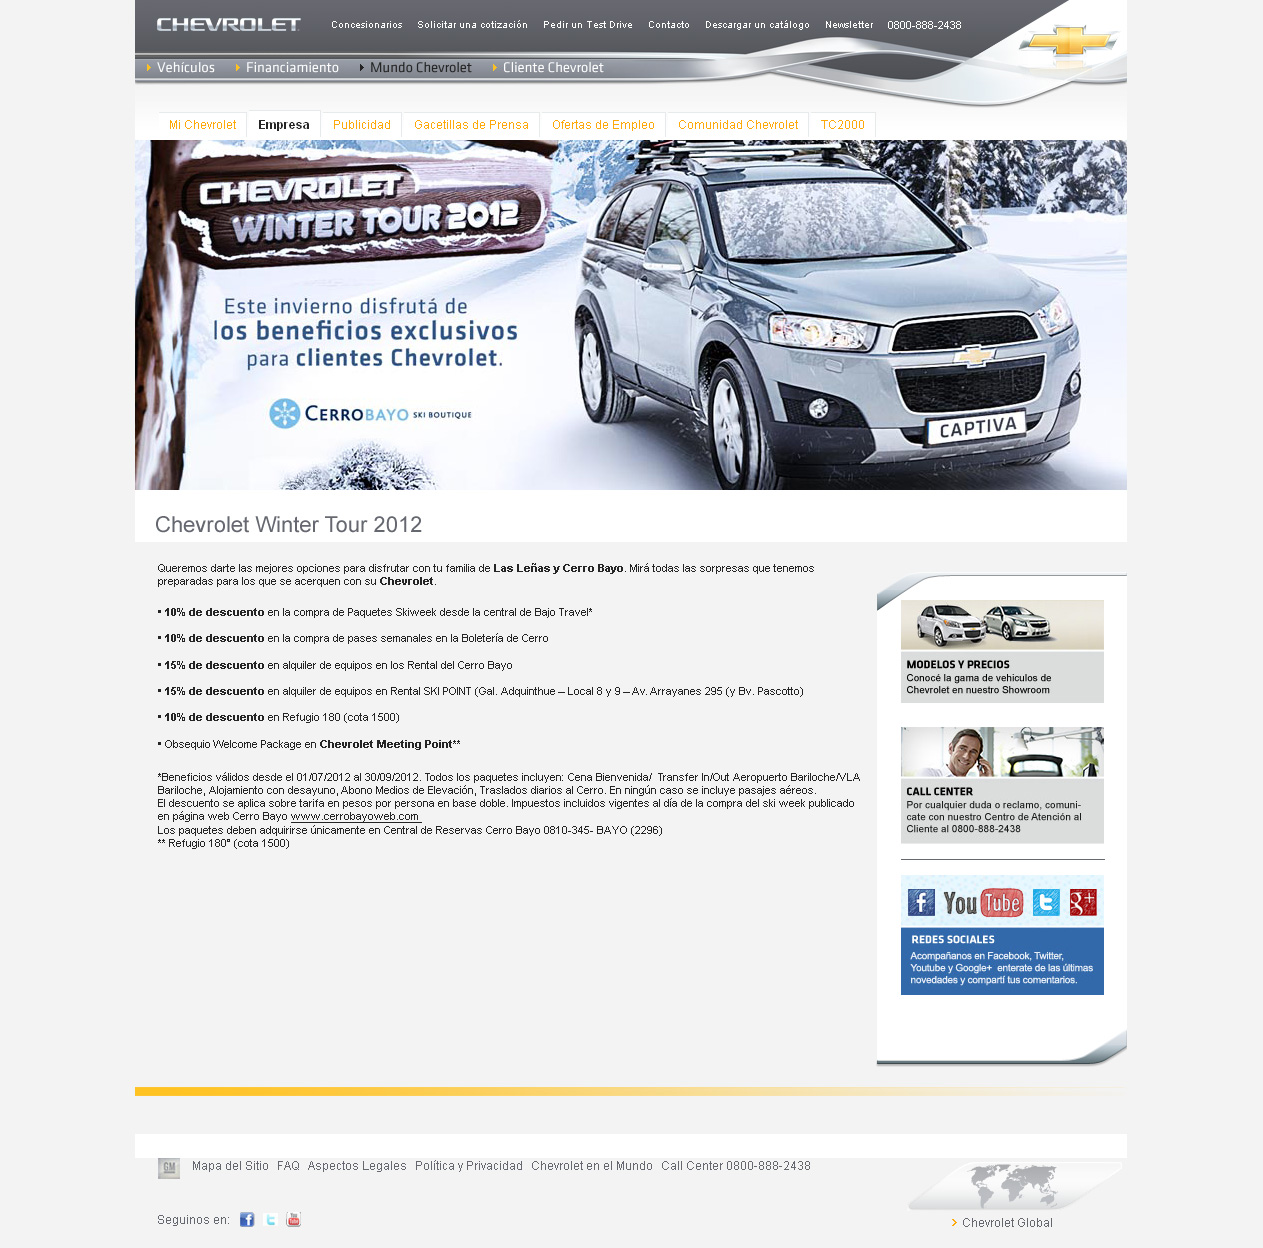 CHEVROLET
Concesionarios Solicitar una cotización Pedir un Test Drive Contacto Descargar un catálogo Newsletter 0800-888-2438
Vehículos Financiamiento Mundo Chevrolet Cliente Chevrolet
Mi Chevrolet Empresa Publicidad Gacetillas de Prensa Ofertas de Empleo Comunidad Chevrolet TC2000
CHEVROLET
WINTER TOUR 2012
Este invierno disfrutá de
los beneficios exclusivos
para clientes Chevrolet.
CERROBAYO SKI BOUTIQUE
CAPTIVA
Chevrolet Winter Tour 2012
Queremos darte las mejores opciones para disfrutar con tu familia de Las Leñas y Cerro Bayo. Mirá todas las sorpresas que tenemos
preparadas para los que se acerquen con su Chevrolet.
• 10% de descuento en la compra de Paquetes Skiweek desde la central de Bajo Travel*
• 10% de descuento en la compra de pases semanales en la Boletería de Cerro
• 15% de descuento en alquiler de equipos en los Rental del Cerro Bayo
• 15% de descuento en alquiler de equipos en Rental SKI POINT (Gal. Adquinthue – Local 8 y 9 – Av. Arrayanes 295 (y Bv. Pascotto)
• 10% de descuento en Refugio 180 (cota 1500)
• Obsequio Welcome Package en Chevrolet Meeting Point**
*Beneficios válidos desde el 01/07/2012 al 30/09/2012. Todos los paquetes incluyen: Cena Bienvenida/ Transfer In/Out Aeropuerto Bariloche/VLA
Bariloche, Alojamiento con desayuno, Abono Medios de Elevación, Traslados diarios al Cerro. En ningún caso se incluye pasajes aéreos.
El descuento se aplica sobre tarifa en pesos por persona en base doble. Impuestos incluidos vigentes al día de la compra del ski week publicado
en página web Cerro Bayo www.cerrobayoweb.com
Los paquetes deben adquirirse únicamente en Central de Reservas Cerro Bayo 0810-345- BAYO (2296)
** Refugio 180° (cota 1500)
MODELOS Y PRECIOS
Conocé la gama de vehiculos de
Chevrolet en nuestro Showroom
CALL CENTER
Por cualquier duda o reclamo, comuni-
cate con nuestro Centro de Atención al
Cliente al 0800-888-2438
f You Tube t g+
REDES SOCIALES
Acompañanos en Facebook, Twitter,
Youtube y Google+ enterate de las últimas
novedades y compartí tus comentarios.
GM Mapa del Sitio FAQ Aspectos Legales Política y Privacidad Chevrolet en el Mundo Call Center 0800-888-2438
Seguinos en: f t You Tube
Chevrolet Global